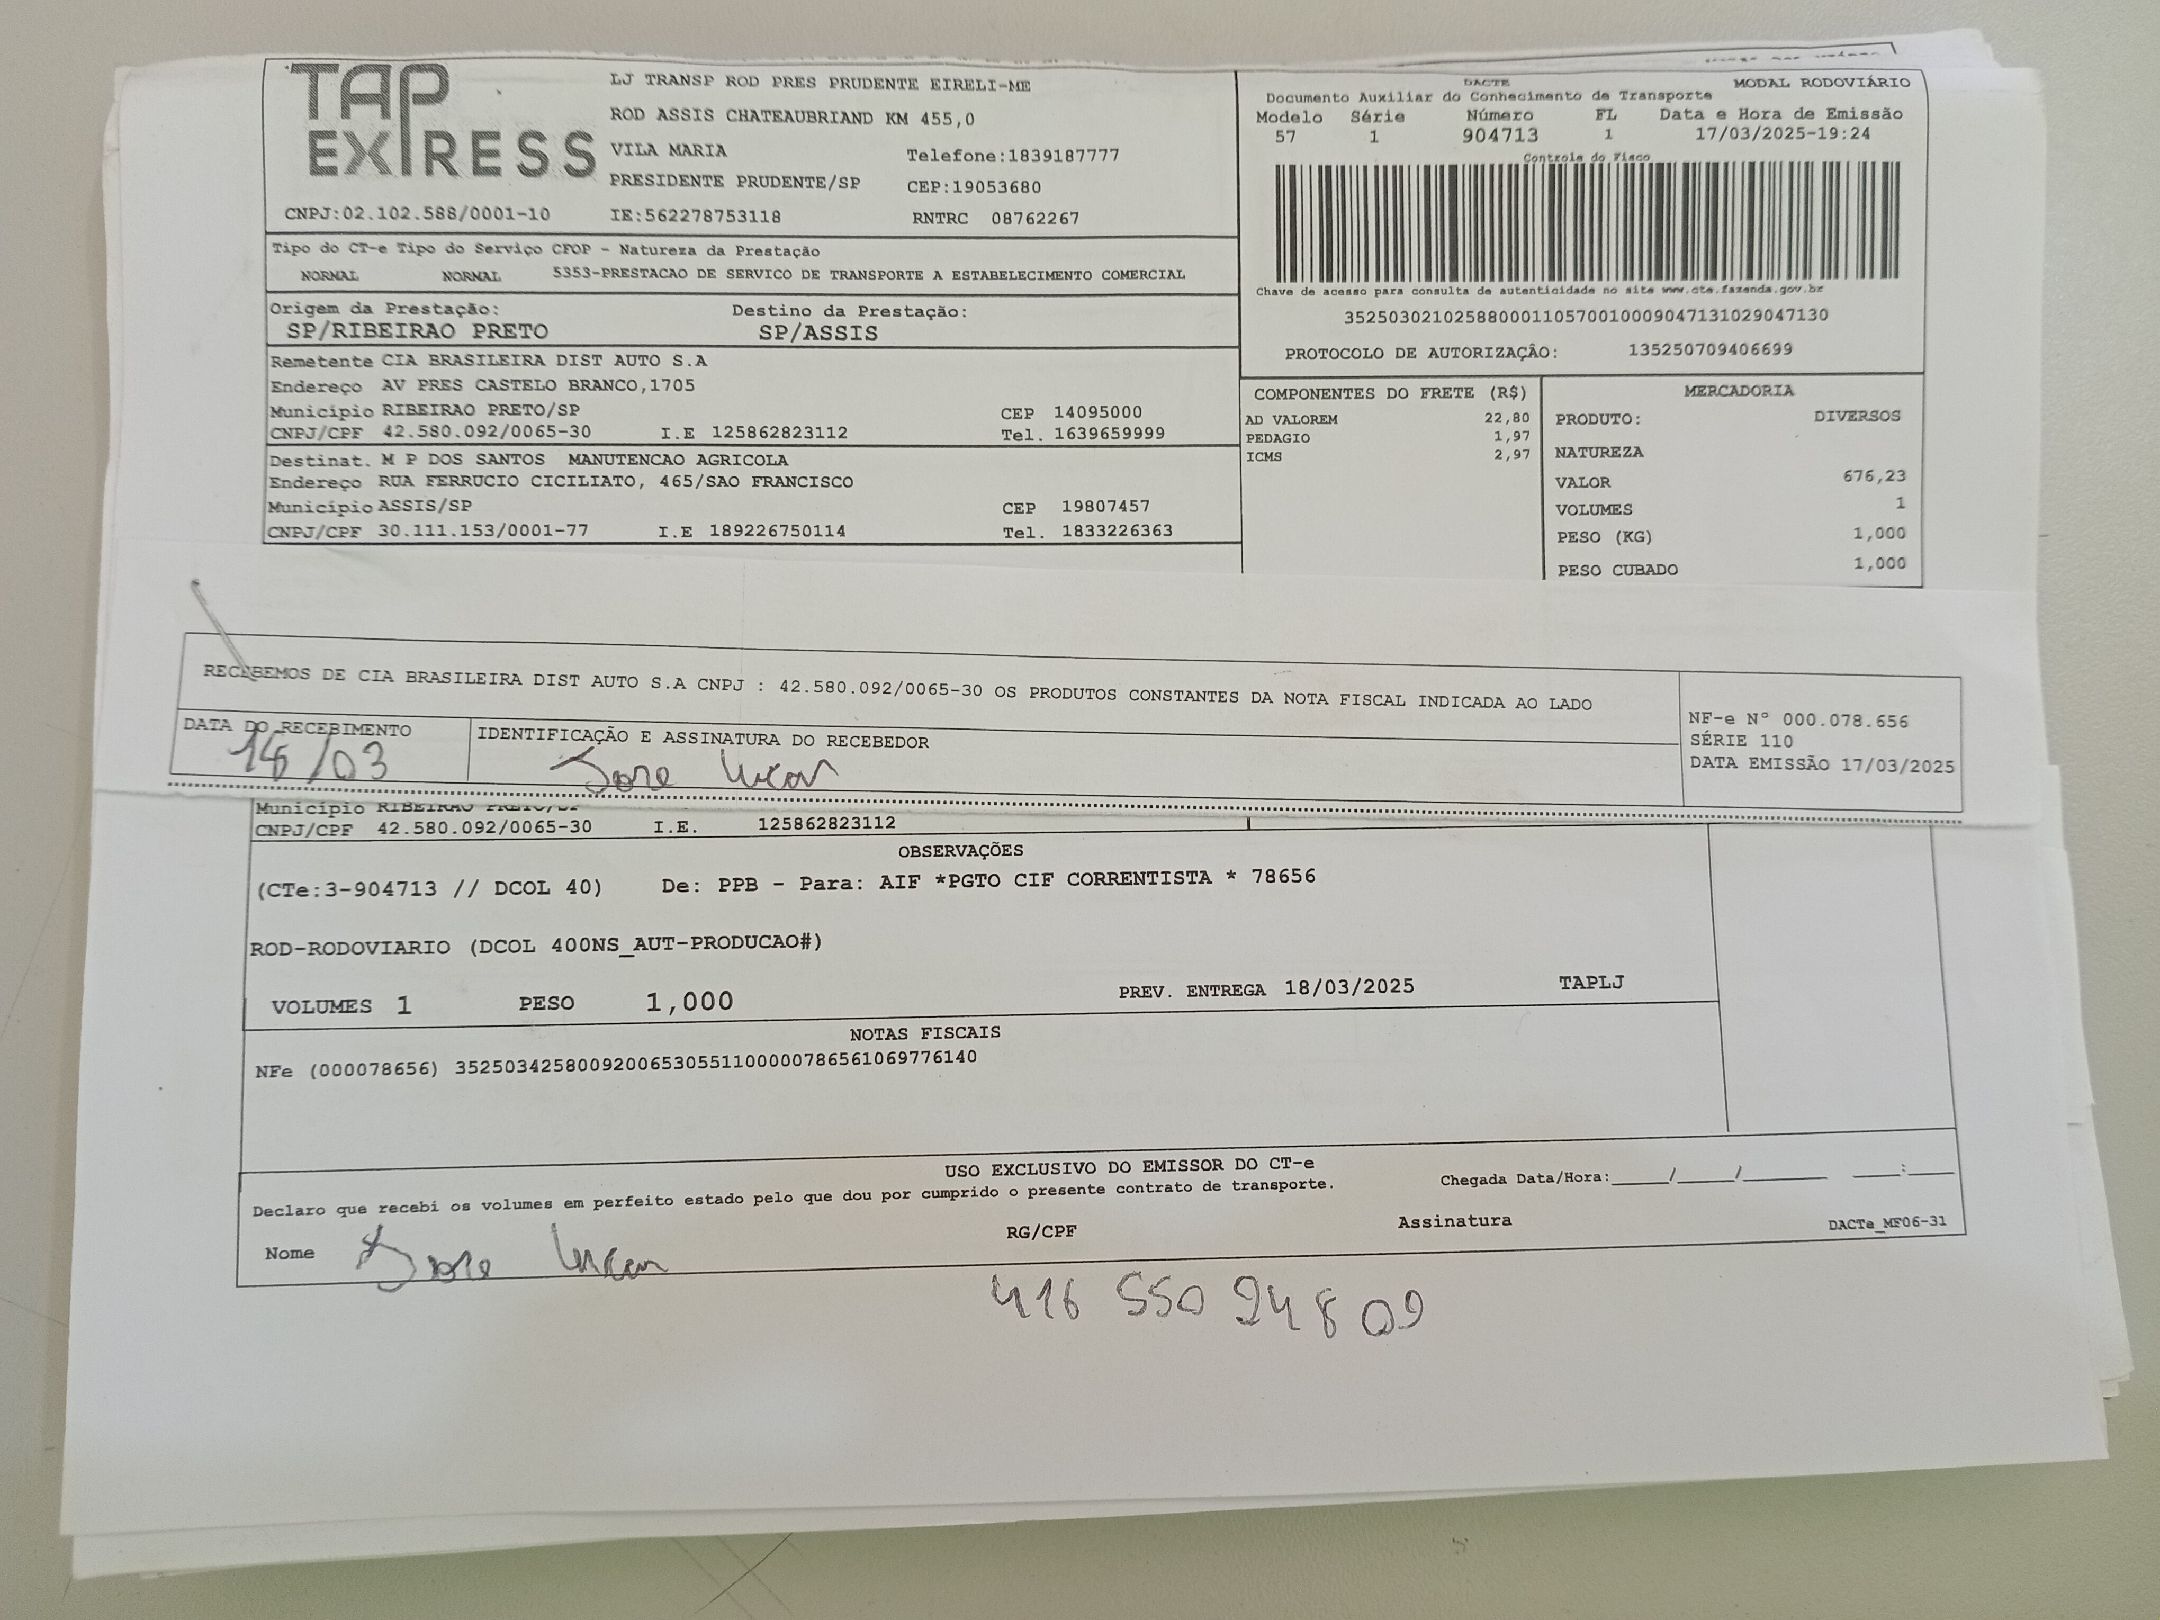 TAP
EXPRESS
LJ TRANSP ROD PRES PRUDENTE EIRELI-ME
ROD ASSIS CHATEAUBRIAND KM 455,0
VILA MARIA
Telefone:1839187777
PRESIDENTE PRUDENTE/SP
CEP:19053680
CNPJ:02.102.588/0001-10
IE:562278753118
RNTRC 08762267
DACTE
MODAL RODOVIÁRIO
Documento Auxiliar do Conhecimento de Transporte
Modelo Série Número FL Data e Hora de Emissão
57 1 904713 1 17/03/2025-19:24
Controle do Fisco
Chave de acesso para consulta de autenticidade no site www.cte.fazenda.gov.br
35250302102588000110570010009047131029047130
PROTOCOLO DE AUTORIZAÇÃO: 135250709406699
Tipo do CT-e Tipo do Serviço CFOP - Natureza da Prestação
NORMAL NORMAL 5353-PRESTACAO DE SERVICO DE TRANSPORTE A ESTABELECIMENTO COMERCIAL
Origem da Prestação: Destino da Prestação:
SP/RIBEIRAO PRETO SP/ASSIS
Remetente CIA BRASILEIRA DIST AUTO S.A
Endereço AV PRES CASTELO BRANCO,1705
Município RIBEIRAO PRETO/SP CEP 14095000
CNPJ/CPF 42.580.092/0065-30 I.E 125862823112 Tel. 1639659999
Destinat. M P DOS SANTOS MANUTENCAO AGRICOLA
Endereço RUA FERRUCIO CICILIATO, 465/SAO FRANCISCO
Município ASSIS/SP CEP 19807457
CNPJ/CPF 30.111.153/0001-77 I.E 189226750114 Tel. 1833226363
COMPONENTES DO FRETE (R$)
AD VALOREM 22,80
PEDAGIO 1,97
ICMS 2,97
MERCADORIA
PRODUTO: DIVERSOS
NATUREZA
VALOR 676,23
VOLUMES 1
PESO (KG) 1,000
PESO CUBADO 1,000
RECEBEMOS DE CIA BRASILEIRA DIST AUTO S.A CNPJ : 42.580.092/0065-30 OS PRODUTOS CONSTANTES DA NOTA FISCAL INDICADA AO LADO
DATA DO RECEBIMENTO
18/03
IDENTIFICAÇÃO E ASSINATURA DO RECEBEDOR
NF-e N° 000.078.656
SÉRIE 110
DATA EMISSÃO 17/03/2025
Município RIBEIRAO PRETO/SP
CNPJ/CPF 42.580.092/0065-30 I.E. 125862823112
OBSERVAÇÕES
(CTe:3-904713 // DCOL 40) De: PPB - Para: AIF *PGTO CIF CORRENTISTA * 78656
ROD-RODOVIARIO (DCOL 400NS_AUT-PRODUCAO#)
VOLUMES 1 PESO 1,000 PREV. ENTREGA 18/03/2025 TAPLJ
NOTAS FISCAIS
NFe (000078656) 35250342580092006530551100000786561069776140
USO EXCLUSIVO DO EMISSOR DO CT-e
Declaro que recebi os volumes em perfeito estado pelo que dou por cumprido o presente contrato de transporte.
Chegada Data/Hora:____/____/______ ___:___
Nome
RG/CPF
Assinatura
DACTe_MF06-31
416 550 248 09